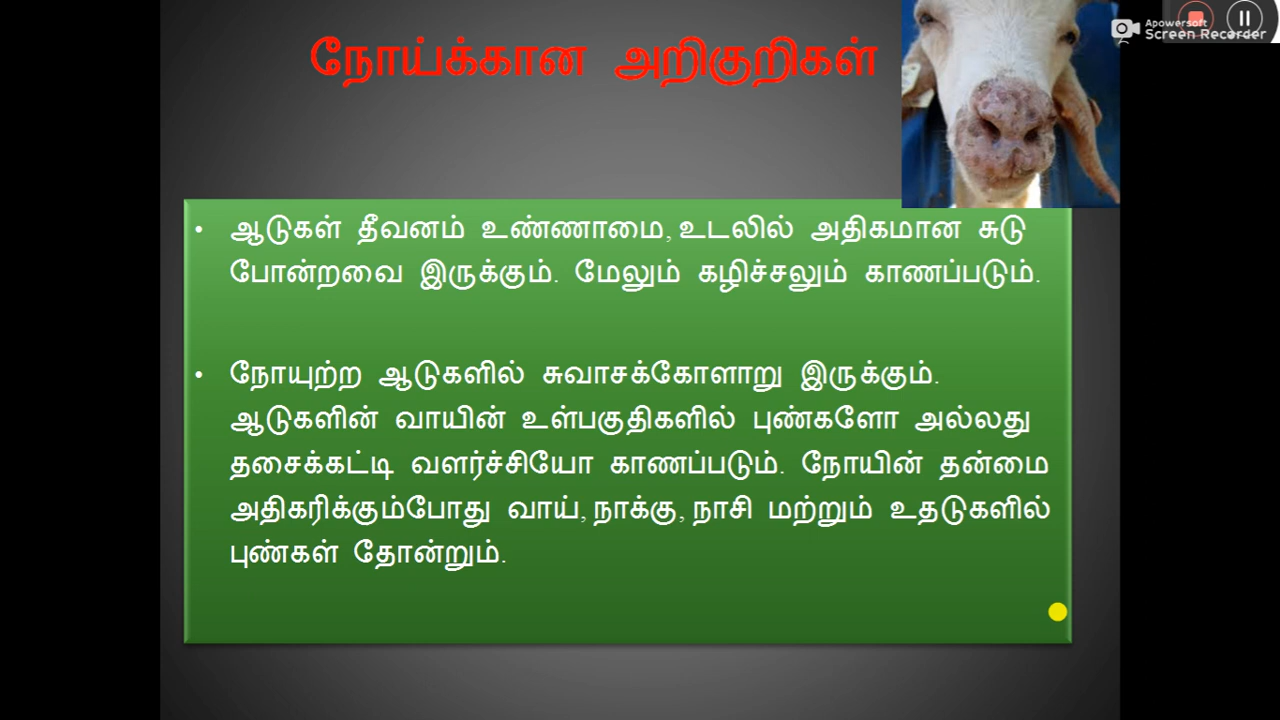 நோய்க்கான அறிகுறிகள்
Apowersoft
Screen Recorder
• ஆடுகள் தீவனம் உண்ணாமை, உடலில் அதிகமான சுடு
போன்றவை இருக்கும். மேலும் கழிச்சலும் காணப்படும்.
• நோயுற்ற ஆடுகளில் சுவாசக்கோளாறு இருக்கும்.
ஆடுகளின் வாயின் உள்பகுதிகளில் புண்களோ அல்லது
தசைக்கட்டி வளர்ச்சியோ காணப்படும். நோயின் தன்மை
அதிகரிக்கும்போது வாய், நாக்கு, நாசி மற்றும் உதடுகளில்
புண்கள் தோன்றும்.